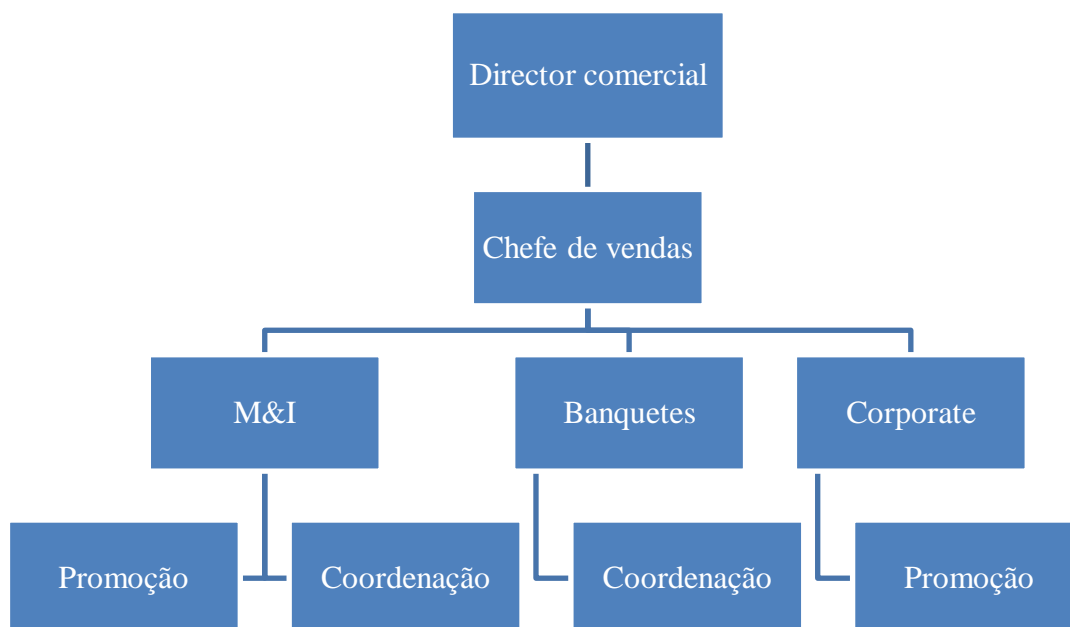 Director comercial
Chefe de vendas
M&I
Banquetes
Corporate
Promoção
Coordenação
Coordenação
Promoção